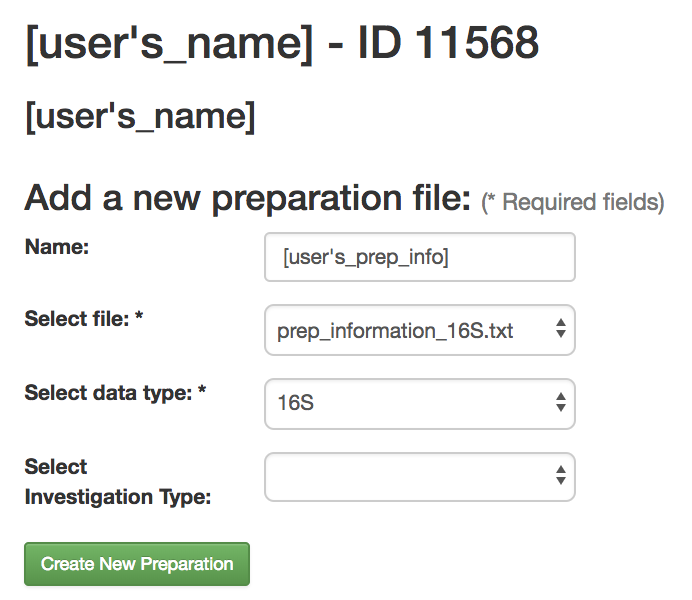 [user's_name] - ID 11568
[user's_name]
Add a new preparation file: (* Required fields)
Name: [user's_prep_info]
Select file: * prep_information_16S.txt
Select data type: * 16S
Select
Investigation Type:
Create New Preparation